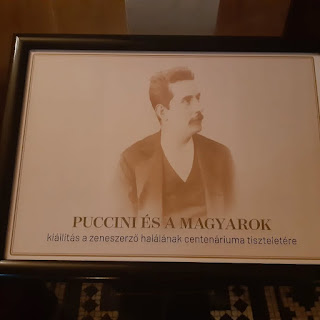 PUCCINI ÉS A MAGYAROK
kiállítás a zeneszerző halálának centenáriuma tiszteletére